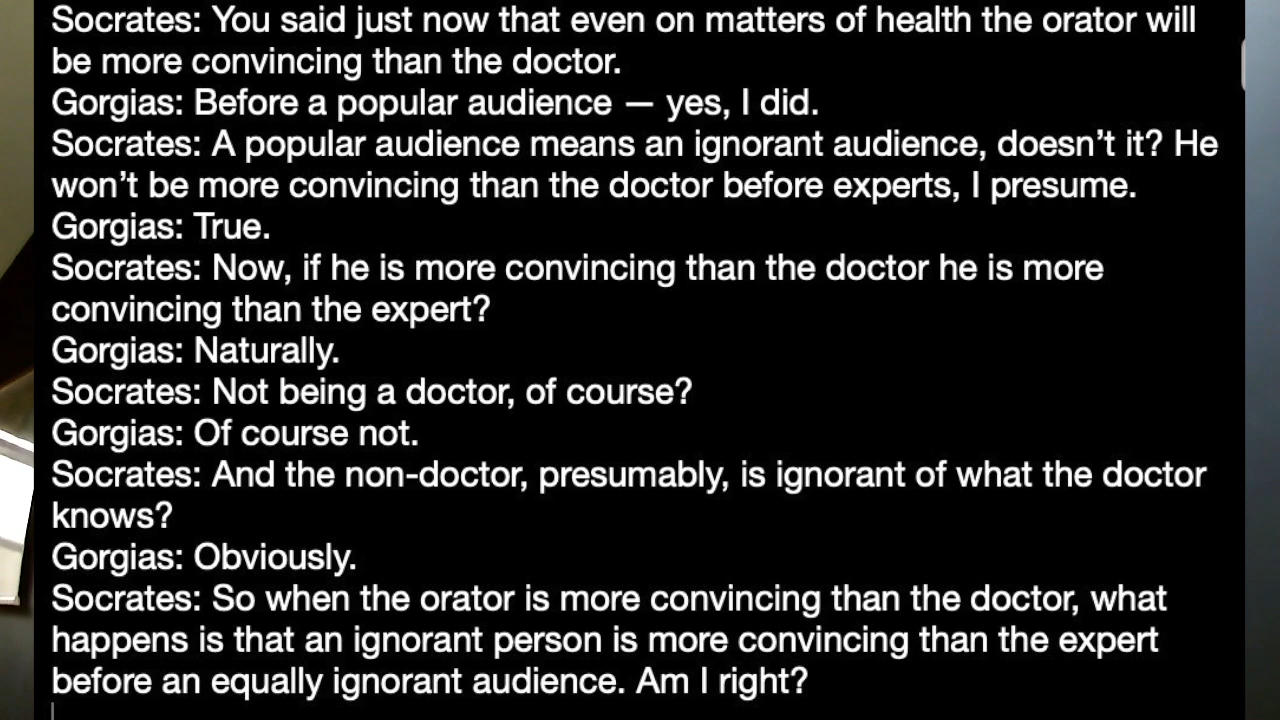 Socrates: You said just now that even on matters of health the orator will
be more convincing than the doctor.
Gorgias: Before a popular audience — yes, I did.
Socrates: A popular audience means an ignorant audience, doesn’t it? He
won’t be more convincing than the doctor before experts, I presume.
Gorgias: True.
Socrates: Now, if he is more convincing than the doctor he is more
convincing than the expert?
Gorgias: Naturally.
Socrates: Not being a doctor, of course?
Gorgias: Of course not.
Socrates: And the non-doctor, presumably, is ignorant of what the doctor
knows?
Gorgias: Obviously.
Socrates: So when the orator is more convincing than the doctor, what
happens is that an ignorant person is more convincing than the expert
before an equally ignorant audience. Am I right?